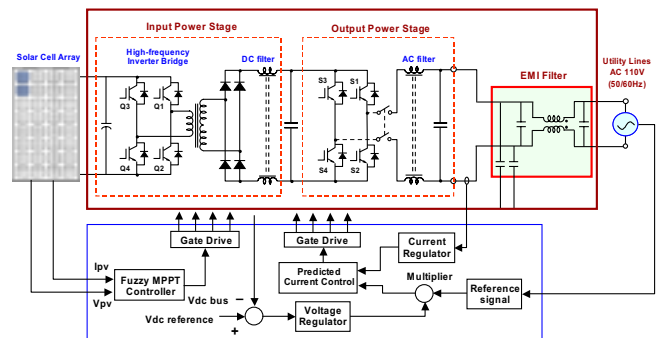 Input Power Stage
Output Power Stage
Solar Cell Array
High-frequency
Inverter Bridge
DC filter
AC filter
Utility Lines
AC 110V
(50/60Hz)
EMI Filter
Q3
Q1
Q4
Q2
S3
S1
S4
S2
Gate Drive
Gate Drive
Current
Regulator
Ipv
Vpv
Fuzzy MPPT
Controller
Predicted
Current Control
Multiplier
Reference
signal
Vdc bus
−
Vdc reference
+
Voltage
Regulator